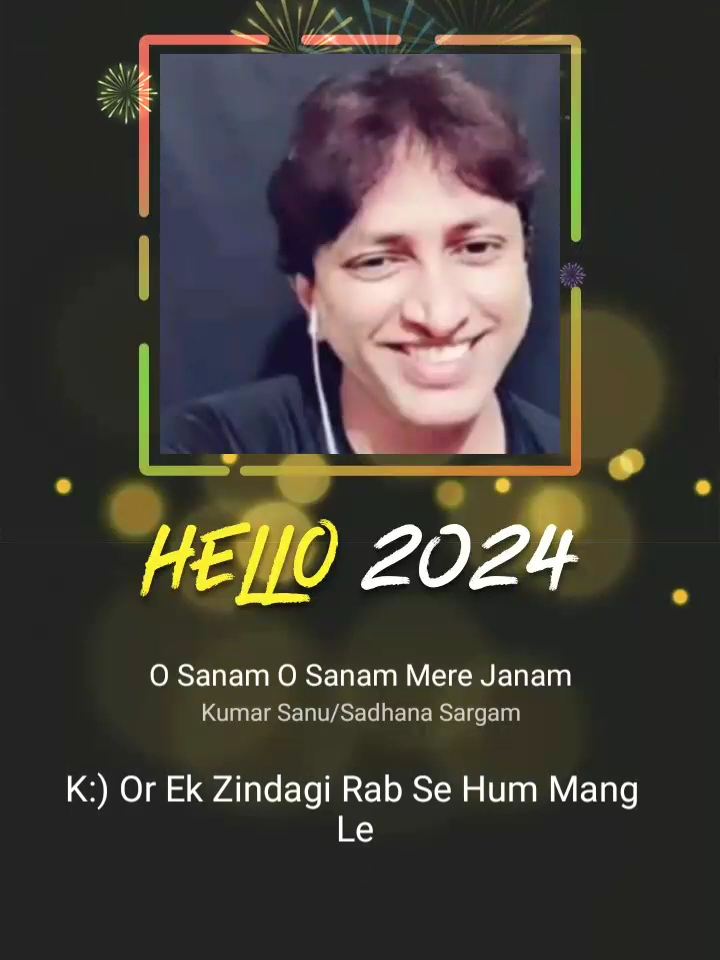 HELLO 2024
O Sanam O Sanam Mere Janam
Kumar Sanu/Sadhana Sargam
K:) Or Ek Zindagi Rab Se Hum Mang
Le